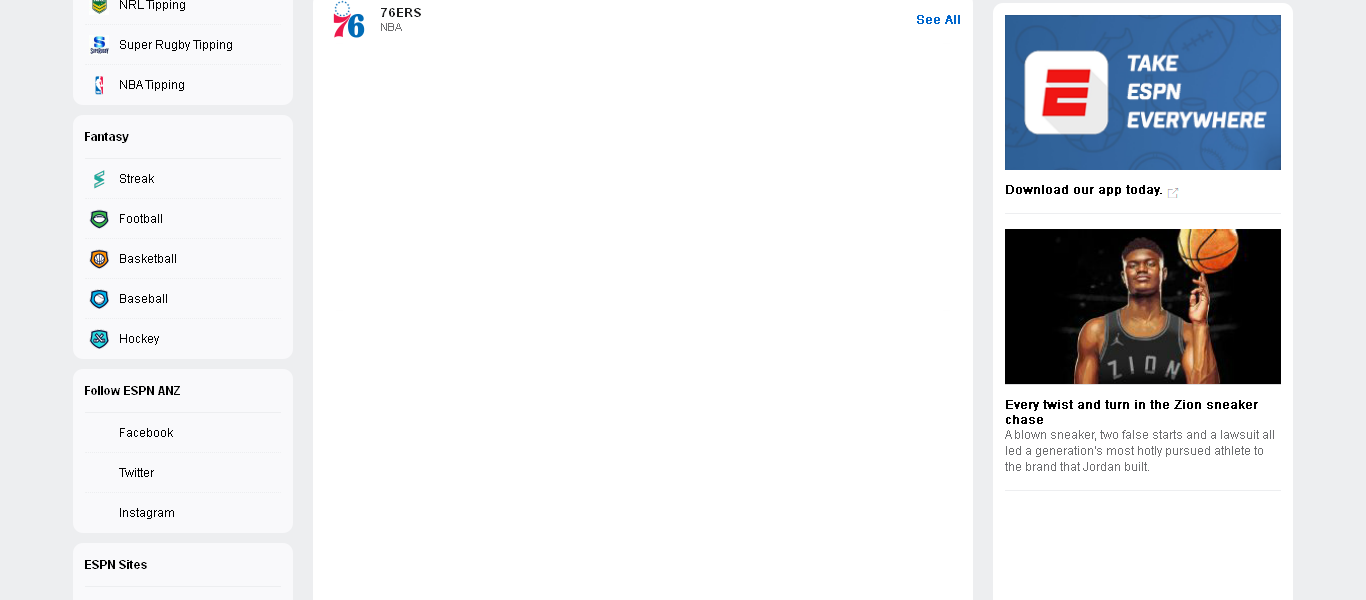 NRL Tipping
Super Rugby Tipping
NBA Tipping
Fantasy
Streak
Football
Basketball
Baseball
Hockey
Follow ESPN ANZ
Facebook
Twitter
Instagram
ESPN Sites
76
76ERS
NBA
See All
E
TAKE
ESPN
EVERYWHERE
Download our app today.
ZION
Every twist and turn in the Zion sneaker
chase
A blown sneaker, two false starts and a lawsuit all
led a generation's most hotly pursued athlete to
the brand that Jordan built.